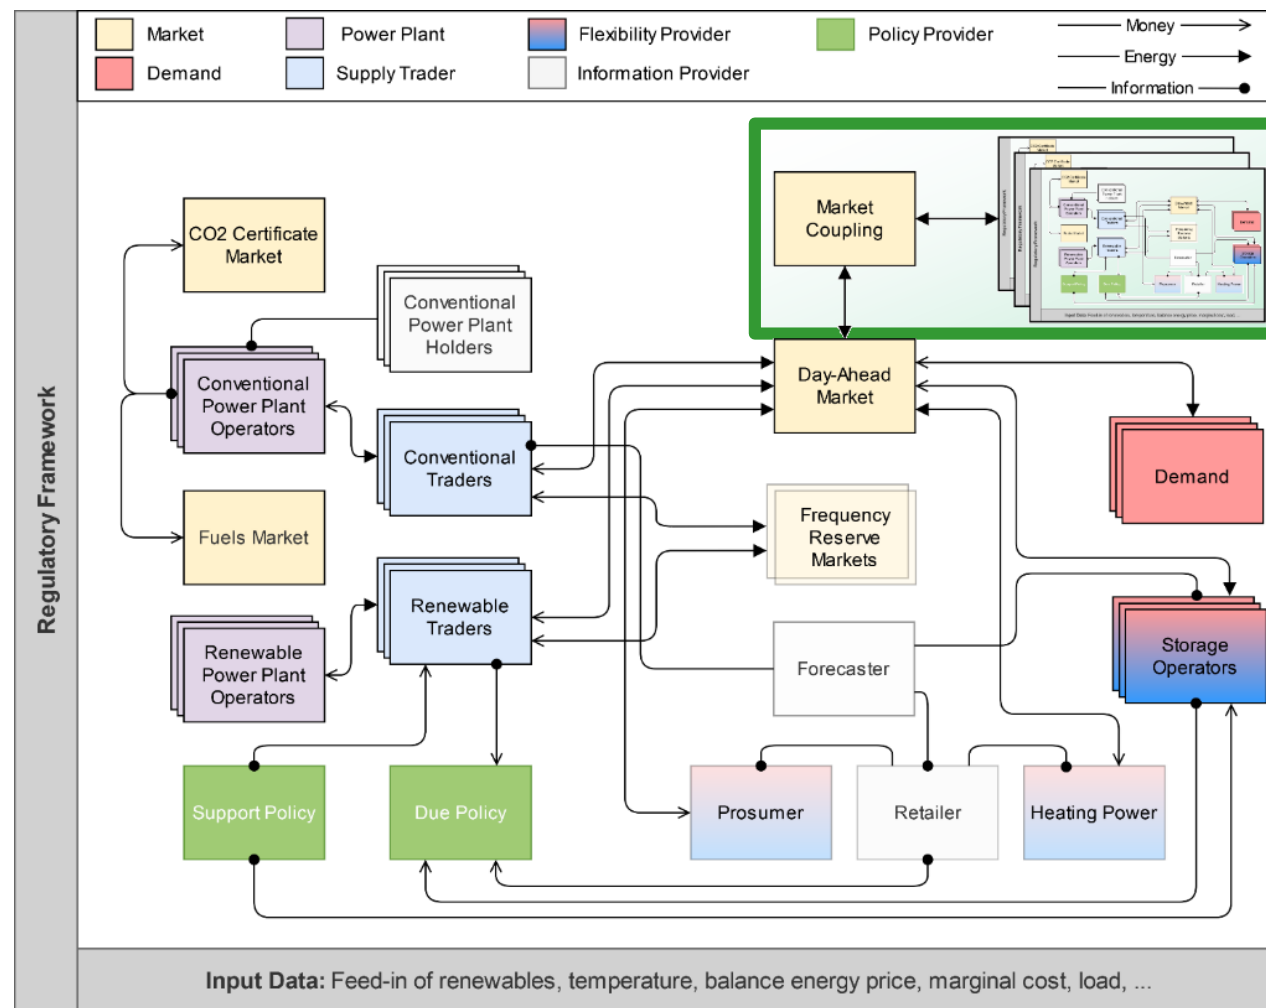 Market
Power Plant
Flexibility Provider
Policy Provider
Money
Demand
Supply Trader
Information Provider
Energy
Information
Regulatory Framework
CO2 Certificate
Market
Market
Coupling
Conventional
Power Plant
Holders
Conventional
Power Plant
Operators
Day-Ahead
Market
Conventional
Traders
Demand
Fuels Market
Frequency
Reserve
Markets
Renewable
Traders
Renewable
Power Plant
Operators
Forecaster
Storage
Operators
Support Policy
Due Policy
Prosumer
Retailer
Heating Power
Input Data: Feed-in of renewables, temperature, balance energy price, marginal cost, load, ...